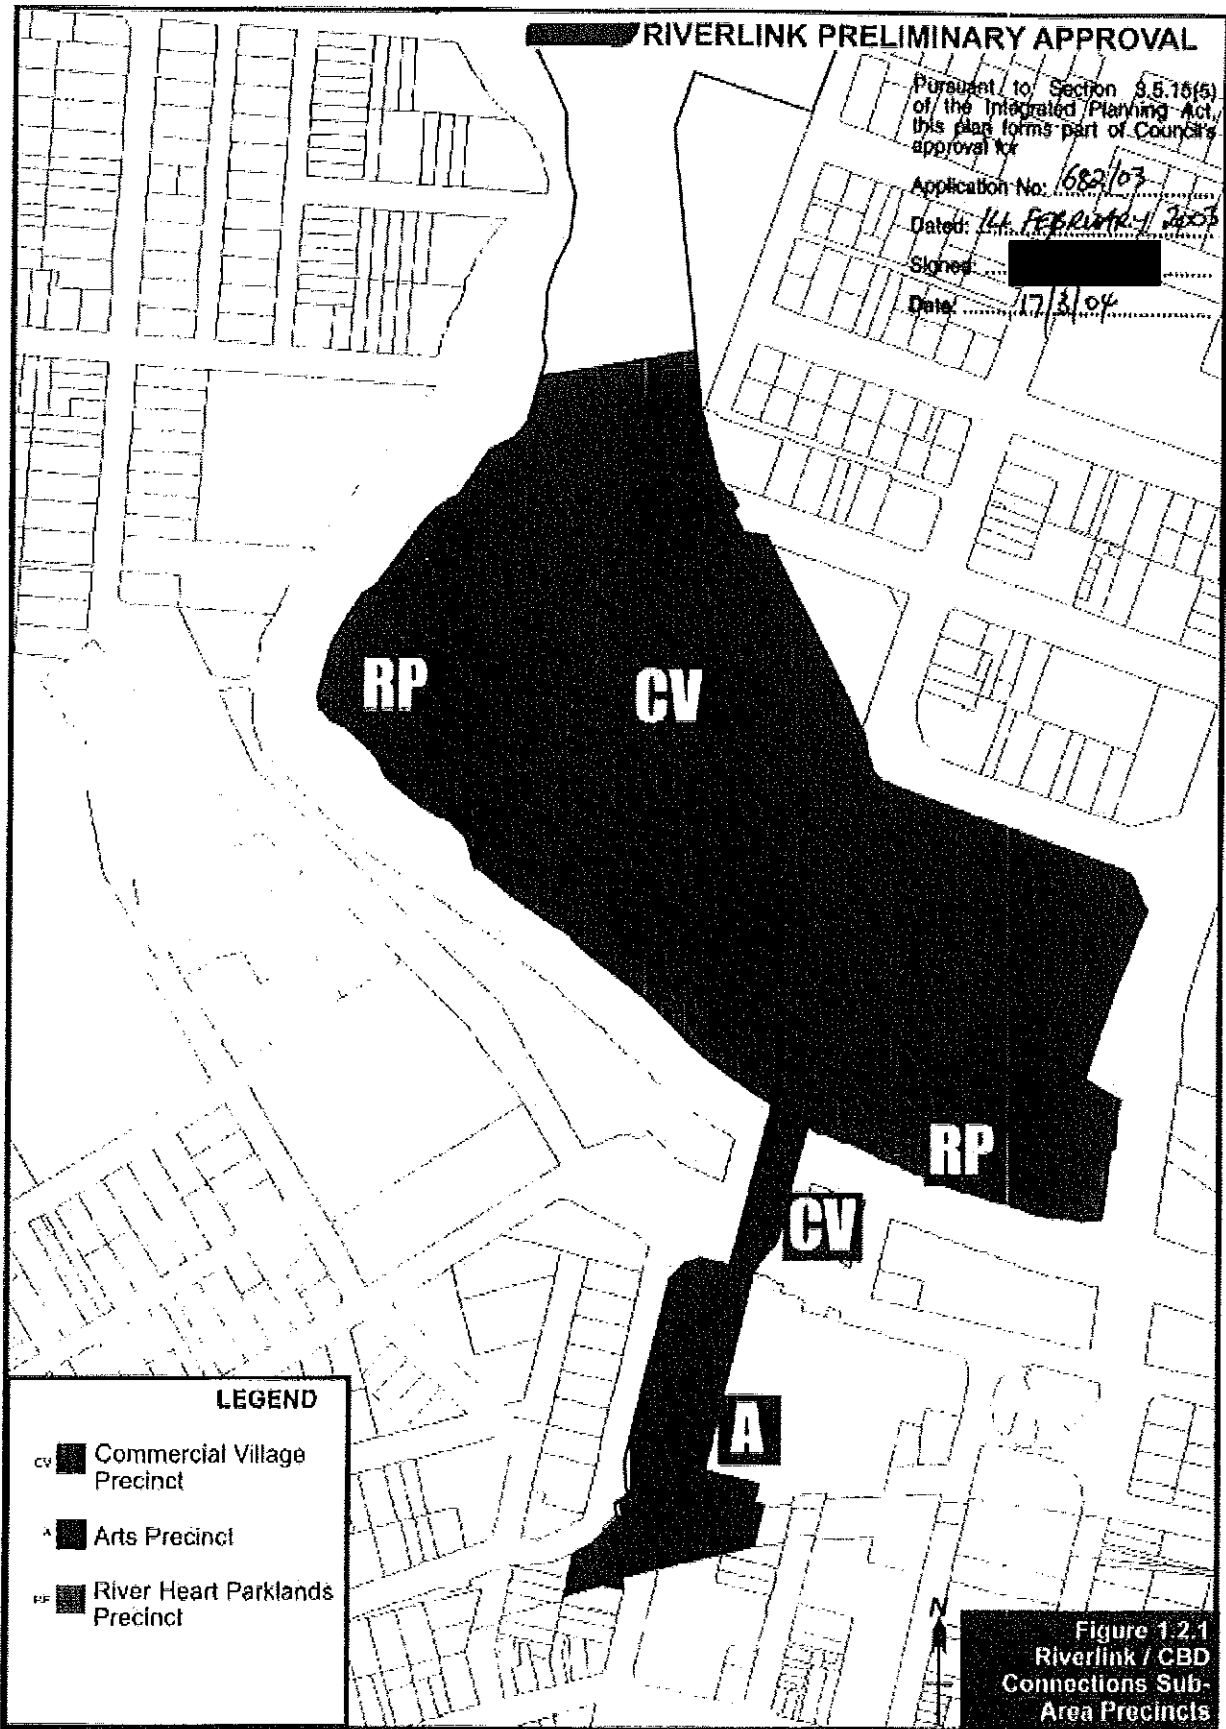 RIVERLINK PRELIMINARY APPROVAL
Pursuant to Section 3.5.15(5)
of the Integrated Planning Act,
this plan forms part of Council's
approval for
Application No: 682/03
Dated: 14 FEBRUARY 2003
Signed:
Date: 17/3/04
RP
CV
RP
CV
A
LEGEND
CV Commercial Village
Precinct
A Arts Precinct
RP River Heart Parklands
Precinct
N
Figure 1.2.1
Riverlink / CBD
Connections Sub-
Area Precincts